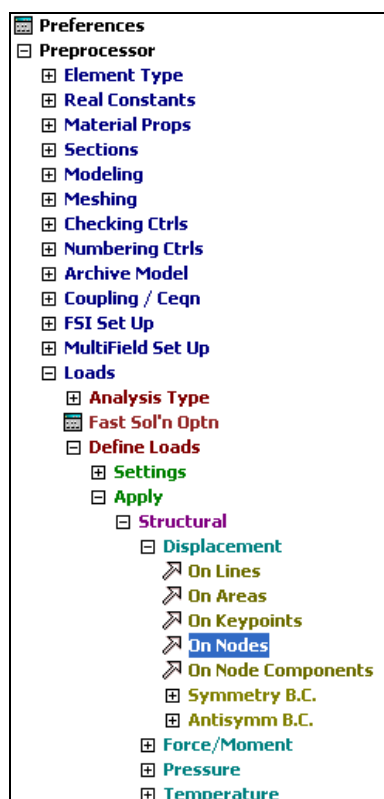 Preferences
Preprocessor
Element Type
Real Constants
Material Props
Sections
Modeling
Meshing
Checking Ctrls
Numbering Ctrls
Archive Model
Coupling / Ceqn
FSI Set Up
MultiField Set Up
Loads
Analysis Type
Fast Sol'n Optn
Define Loads
Settings
Apply
Structural
Displacement
On Lines
On Areas
On Keypoints
On Nodes
On Node Components
Symmetry B.C.
Antisymm B.C.
Force/Moment
Pressure
Temperature